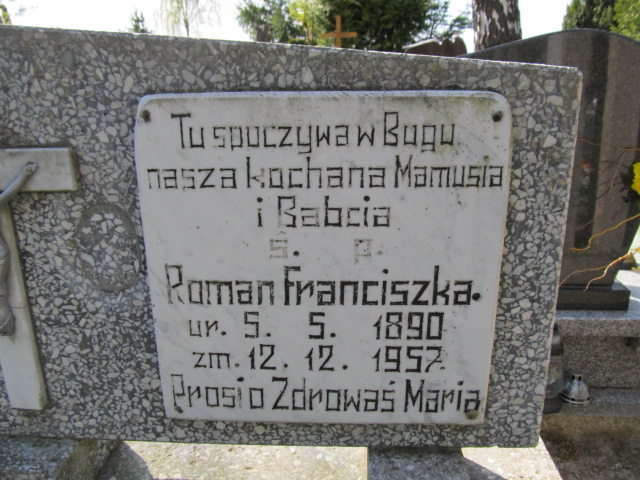 Tu spoczywa w Bogu
nasza kochana Mamusia
i Babcia
ś. p.
Roman Franciszka.
ur. 5. 5. 1890
zm. 12. 12. 1957.
Prosi o Zdrowaś Maria